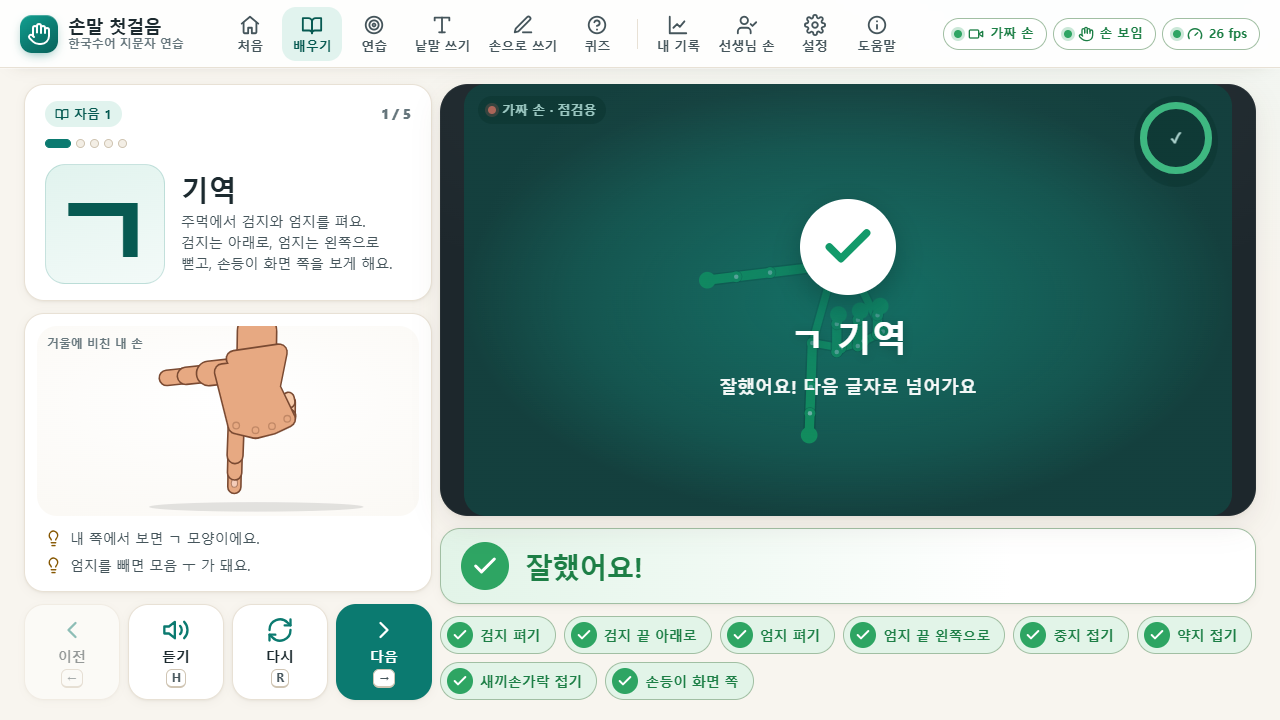 손말 첫걸음
한국수어 지문자 연습
처음
배우기
연습
낱말 쓰기
손으로 쓰기
퀴즈
내 기록
선생님 손
설정
도움말
가짜 손
손 보임
26 fps
자음 1
1 / 5
ㄱ
기역
주먹에서 검지와 엄지를 펴요.
검지는 아래로, 엄지는 왼쪽으로
뻗고, 손등이 화면 쪽을 보게 해요.
거울에 비친 내 손
내 쪽에서 보면 ㄱ 모양이에요.
엄지를 빼면 모음 ㅜ 가 돼요.
이전
←
듣기
H
다시
R
다음
→
가짜 손 · 점검용
✓
ㄱ 기역
잘했어요! 다음 글자로 넘어가요
잘했어요!
검지 펴기
검지 끝 아래로
엄지 펴기
엄지 끝 왼쪽으로
중지 접기
약지 접기
새끼손가락 접기
손등이 화면 쪽